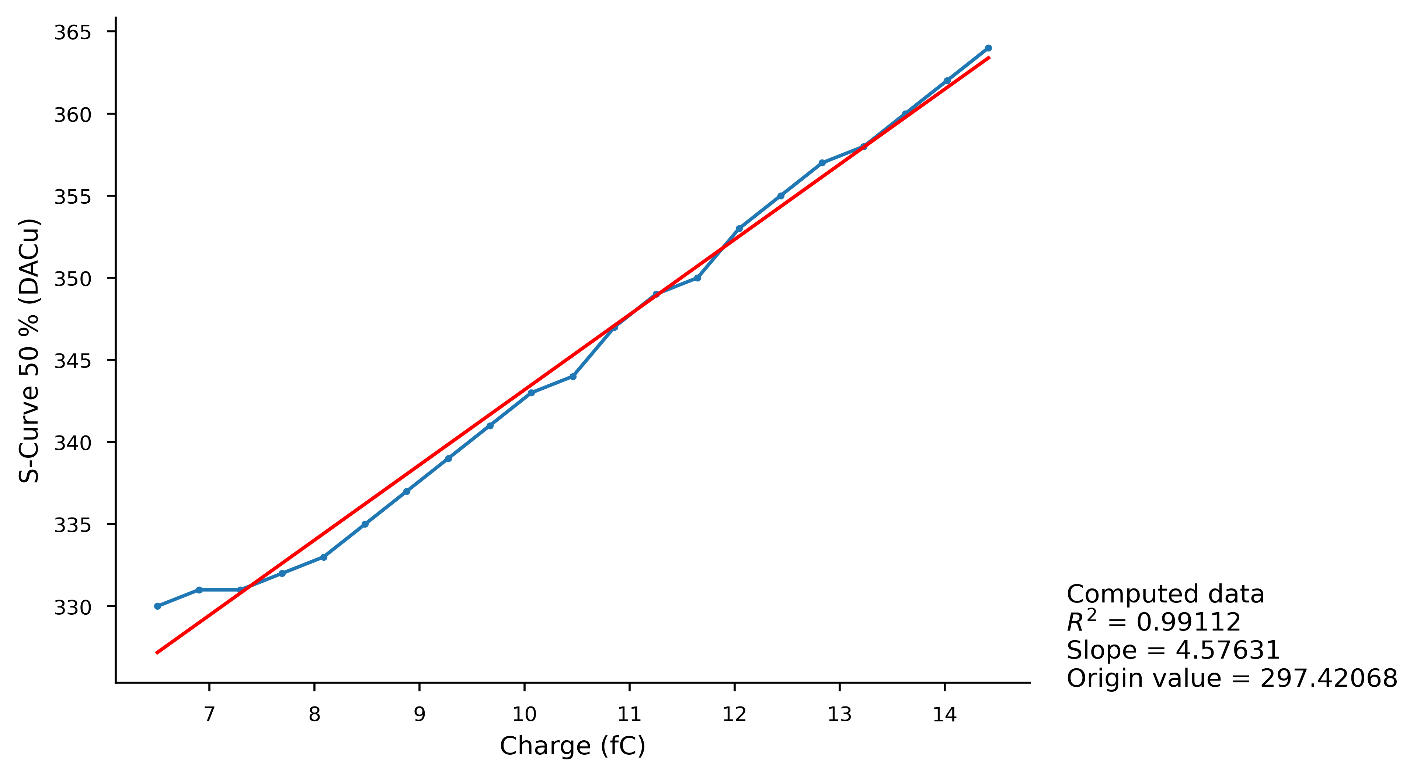 365
360
355
350
345
340
335
330
S-Curve 50 % (DACu)
7 8 9 10 11 12 13 14
Charge (fC)
Computed data
R² = 0.99112
Slope = 4.57631
Origin value = 297.42068